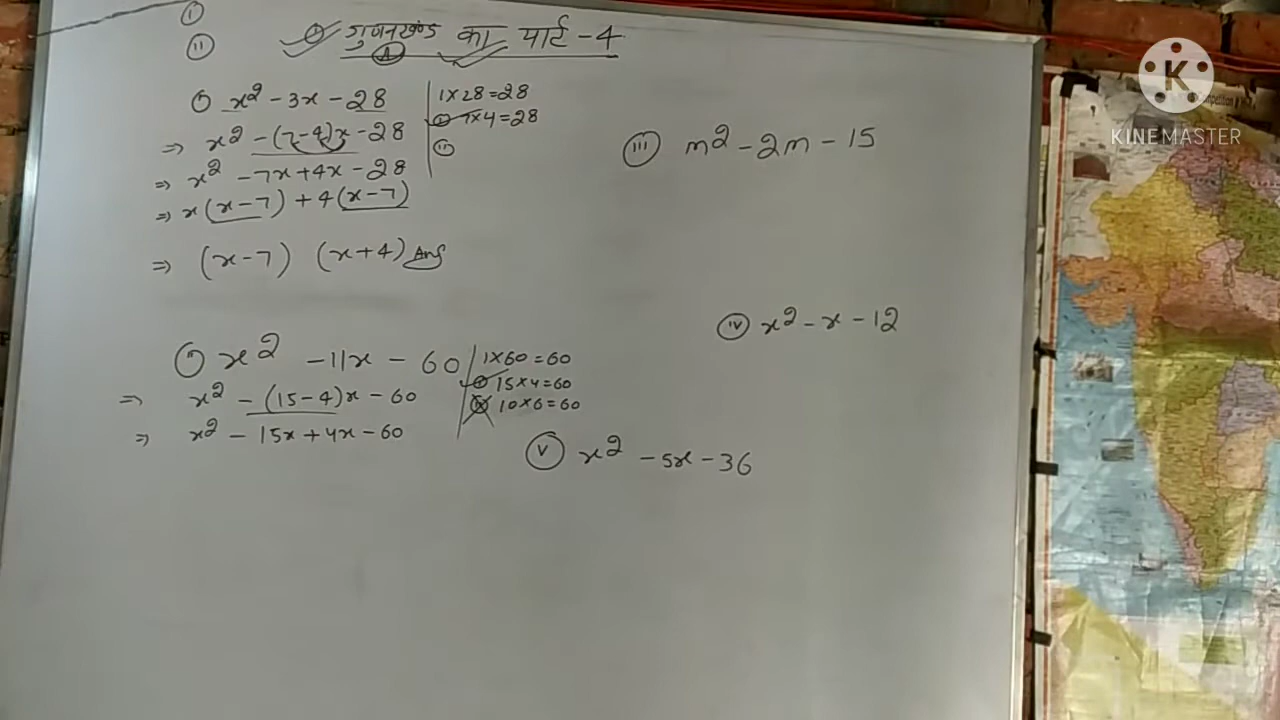 (i)
(ii)
गुणनखण्ड का पार्ट - 4
(A)
(i) x² - 3x - 28
1 × 28 = 28
7 × 4 = 28
⇒ x² - (7-4)x - 28
(ii)
⇒ x² - 7x + 4x - 28
⇒ x(x-7) + 4(x-7)
⇒ (x-7) (x+4) Ans
x² - 11x - 60
1 × 60 = 60
15 × 4 = 60
10 × 6 = 60
⇒ x² - (15-4)x - 60
⇒ x² - 15x + 4x - 60
(iii) m² - 2m - 15
(iv) x² - x - 12
(v) x² - 5x - 36
K
KINEMASTER